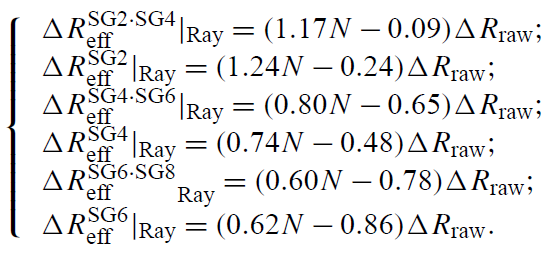 ΔR_eff^{SG2·SG4}|_Ray = (1.17N − 0.09)ΔR_raw;
ΔR_eff^{SG2}|_Ray = (1.24N − 0.24)ΔR_raw;
ΔR_eff^{SG4·SG6}|_Ray = (0.80N − 0.65)ΔR_raw;
ΔR_eff^{SG4}|_Ray = (0.74N − 0.48)ΔR_raw;
ΔR_eff^{SG6·SG8}_Ray = (0.60N − 0.78)ΔR_raw;
ΔR_eff^{SG6}|_Ray = (0.62N − 0.86)ΔR_raw.